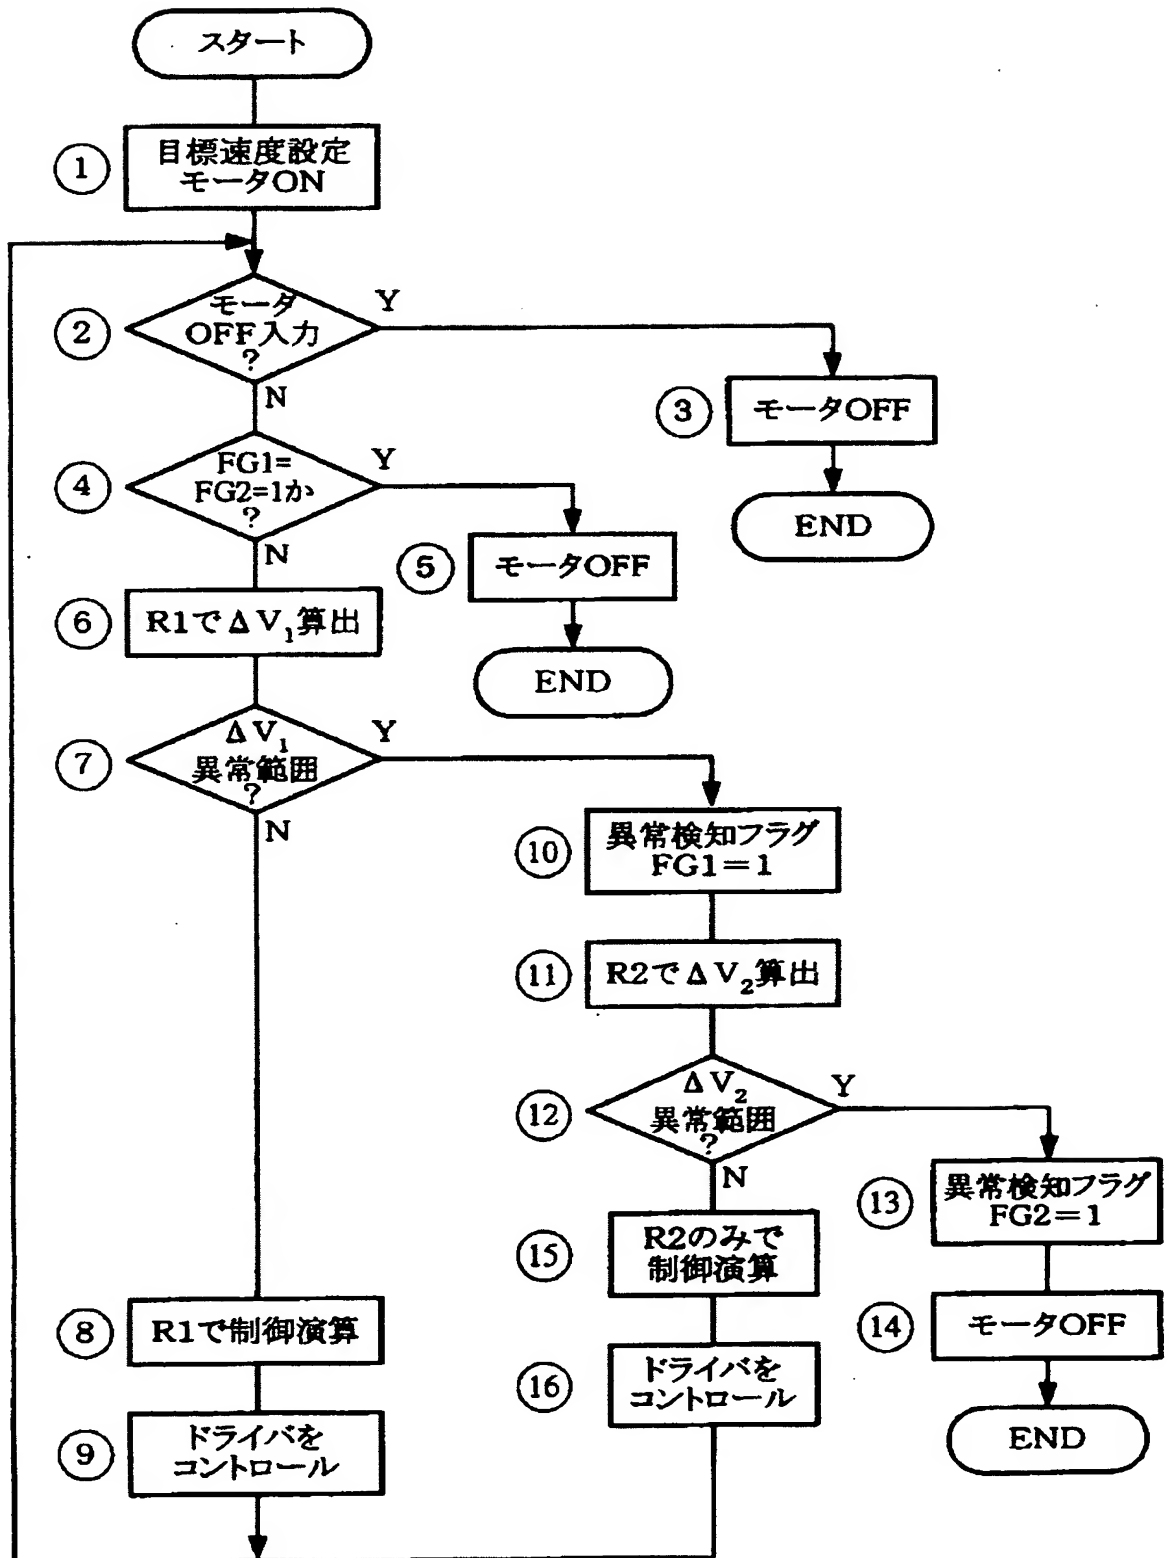 スタート
①
目標速度設定
モータON
②
モータ
OFF入力
?
Y
N
③
モータOFF
END
④
FG1=
FG2=1か
?
Y
N
⑤
モータOFF
END
⑥
R1でΔV₁算出
⑦
ΔV₁
異常範囲
?
Y
N
⑩
異常検知フラグ
FG1=1
⑪
R2でΔV₂算出
⑫
ΔV₂
異常範囲
?
Y
N
⑬
異常検知フラグ
FG2=1
⑭
モータOFF
END
⑮
R2のみで
制御演算
⑯
ドライバを
コントロール
⑧
R1で制御演算
⑨
ドライバを
コントロール